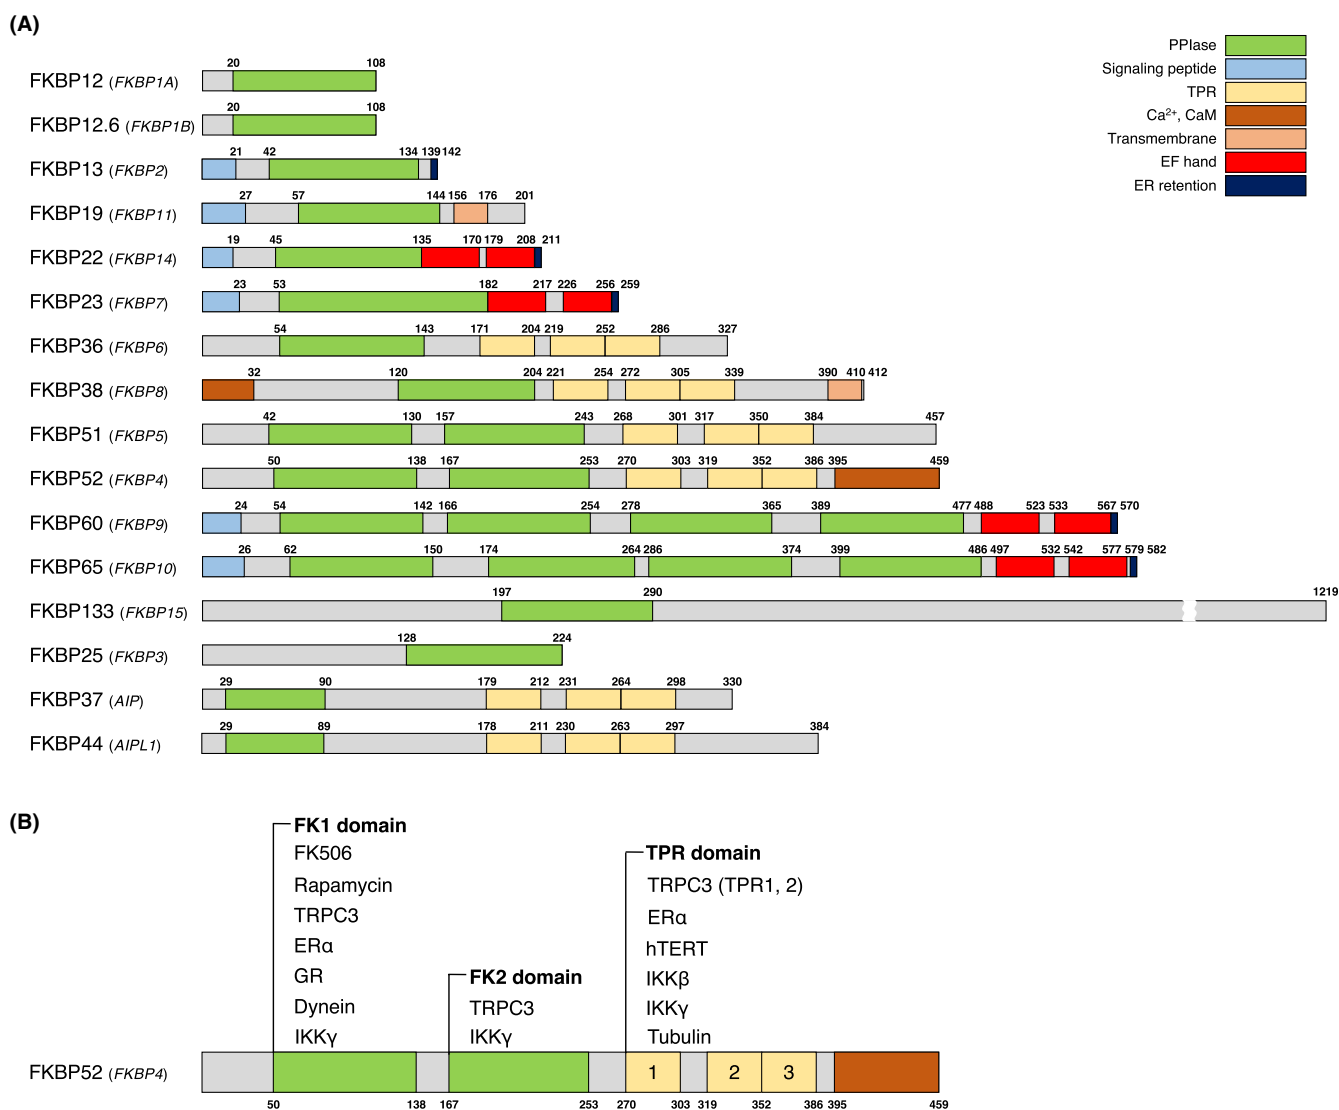 (A)
PPIase
Signaling peptide
TPR
Ca²⁺, CaM
Transmembrane
EF hand
ER retention
20 108
FKBP12 (FKBP1A)
20 108
FKBP12.6 (FKBP1B)
21 42 134 139 142
FKBP13 (FKBP2)
27 57 144 156 176 201
FKBP19 (FKBP11)
19 45 135 170 179 208 211
FKBP22 (FKBP14)
23 53 182 217 226 256 259
FKBP23 (FKBP7)
54 143 171 204 219 252 286 327
FKBP36 (FKBP6)
32 120 204 221 254 272 305 339 390 410 412
FKBP38 (FKBP8)
42 130 157 243 268 301 317 350 384 457
FKBP51 (FKBP5)
50 138 167 253 270 303 319 352 386 395 459
FKBP52 (FKBP4)
24 54 142 166 254 278 365 389 477 488 523 533 567 570
FKBP60 (FKBP9)
26 62 150 174 264 286 374 399 486 497 532 542 577 579 582
FKBP65 (FKBP10)
197 290 1219
FKBP133 (FKBP15)
128 224
FKBP25 (FKBP3)
29 90 179 212 231 264 298 330
FKBP37 (AIP)
29 89 178 211 230 263 297 384
FKBP44 (AIPL1)
(B)
FK1 domain
FK506
Rapamycin
TRPC3
ERα
GR
Dynein
IKKγ
FK2 domain
TRPC3
IKKγ
TPR domain
TRPC3 (TPR1, 2)
ERα
hTERT
IKKβ
IKKγ
Tubulin
FKBP52 (FKBP4)
1 2 3
50 138 167 253 270 303 319 352 386 395 459